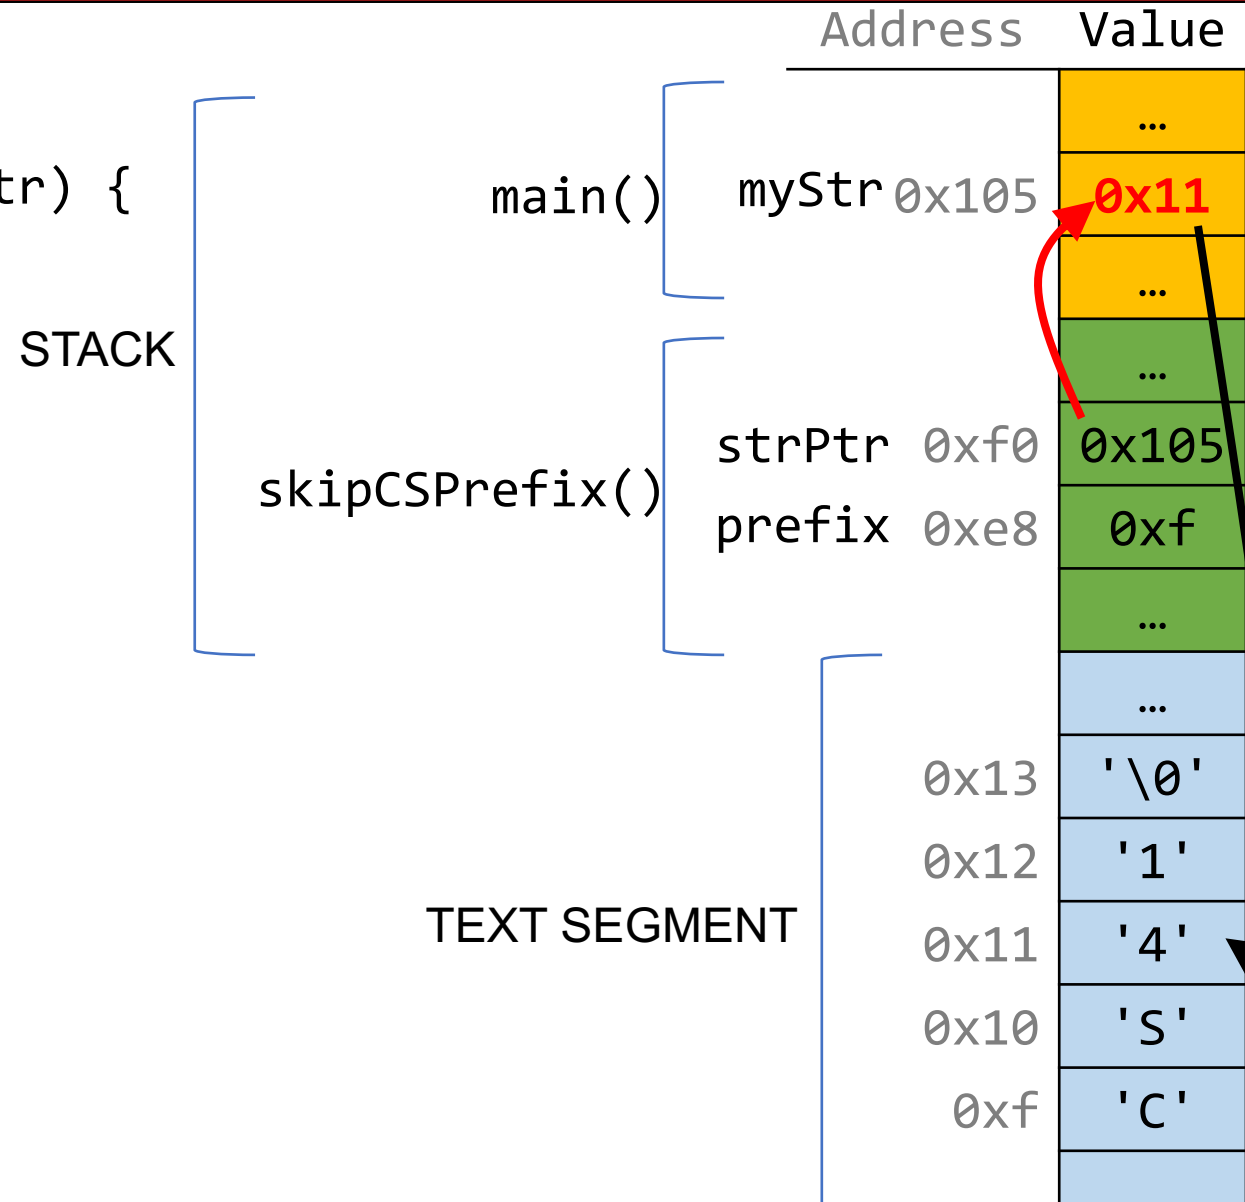 Address Value
…
tr) { main() myStr 0x105 0x11
…
STACK …
strPtr 0xf0 0x105
skipCSPrefix()
prefix 0xe8 0xf
…
…
0x13 '\0'
0x12 '1'
TEXT SEGMENT 0x11 '4'
0x10 'S'
0xf 'C'